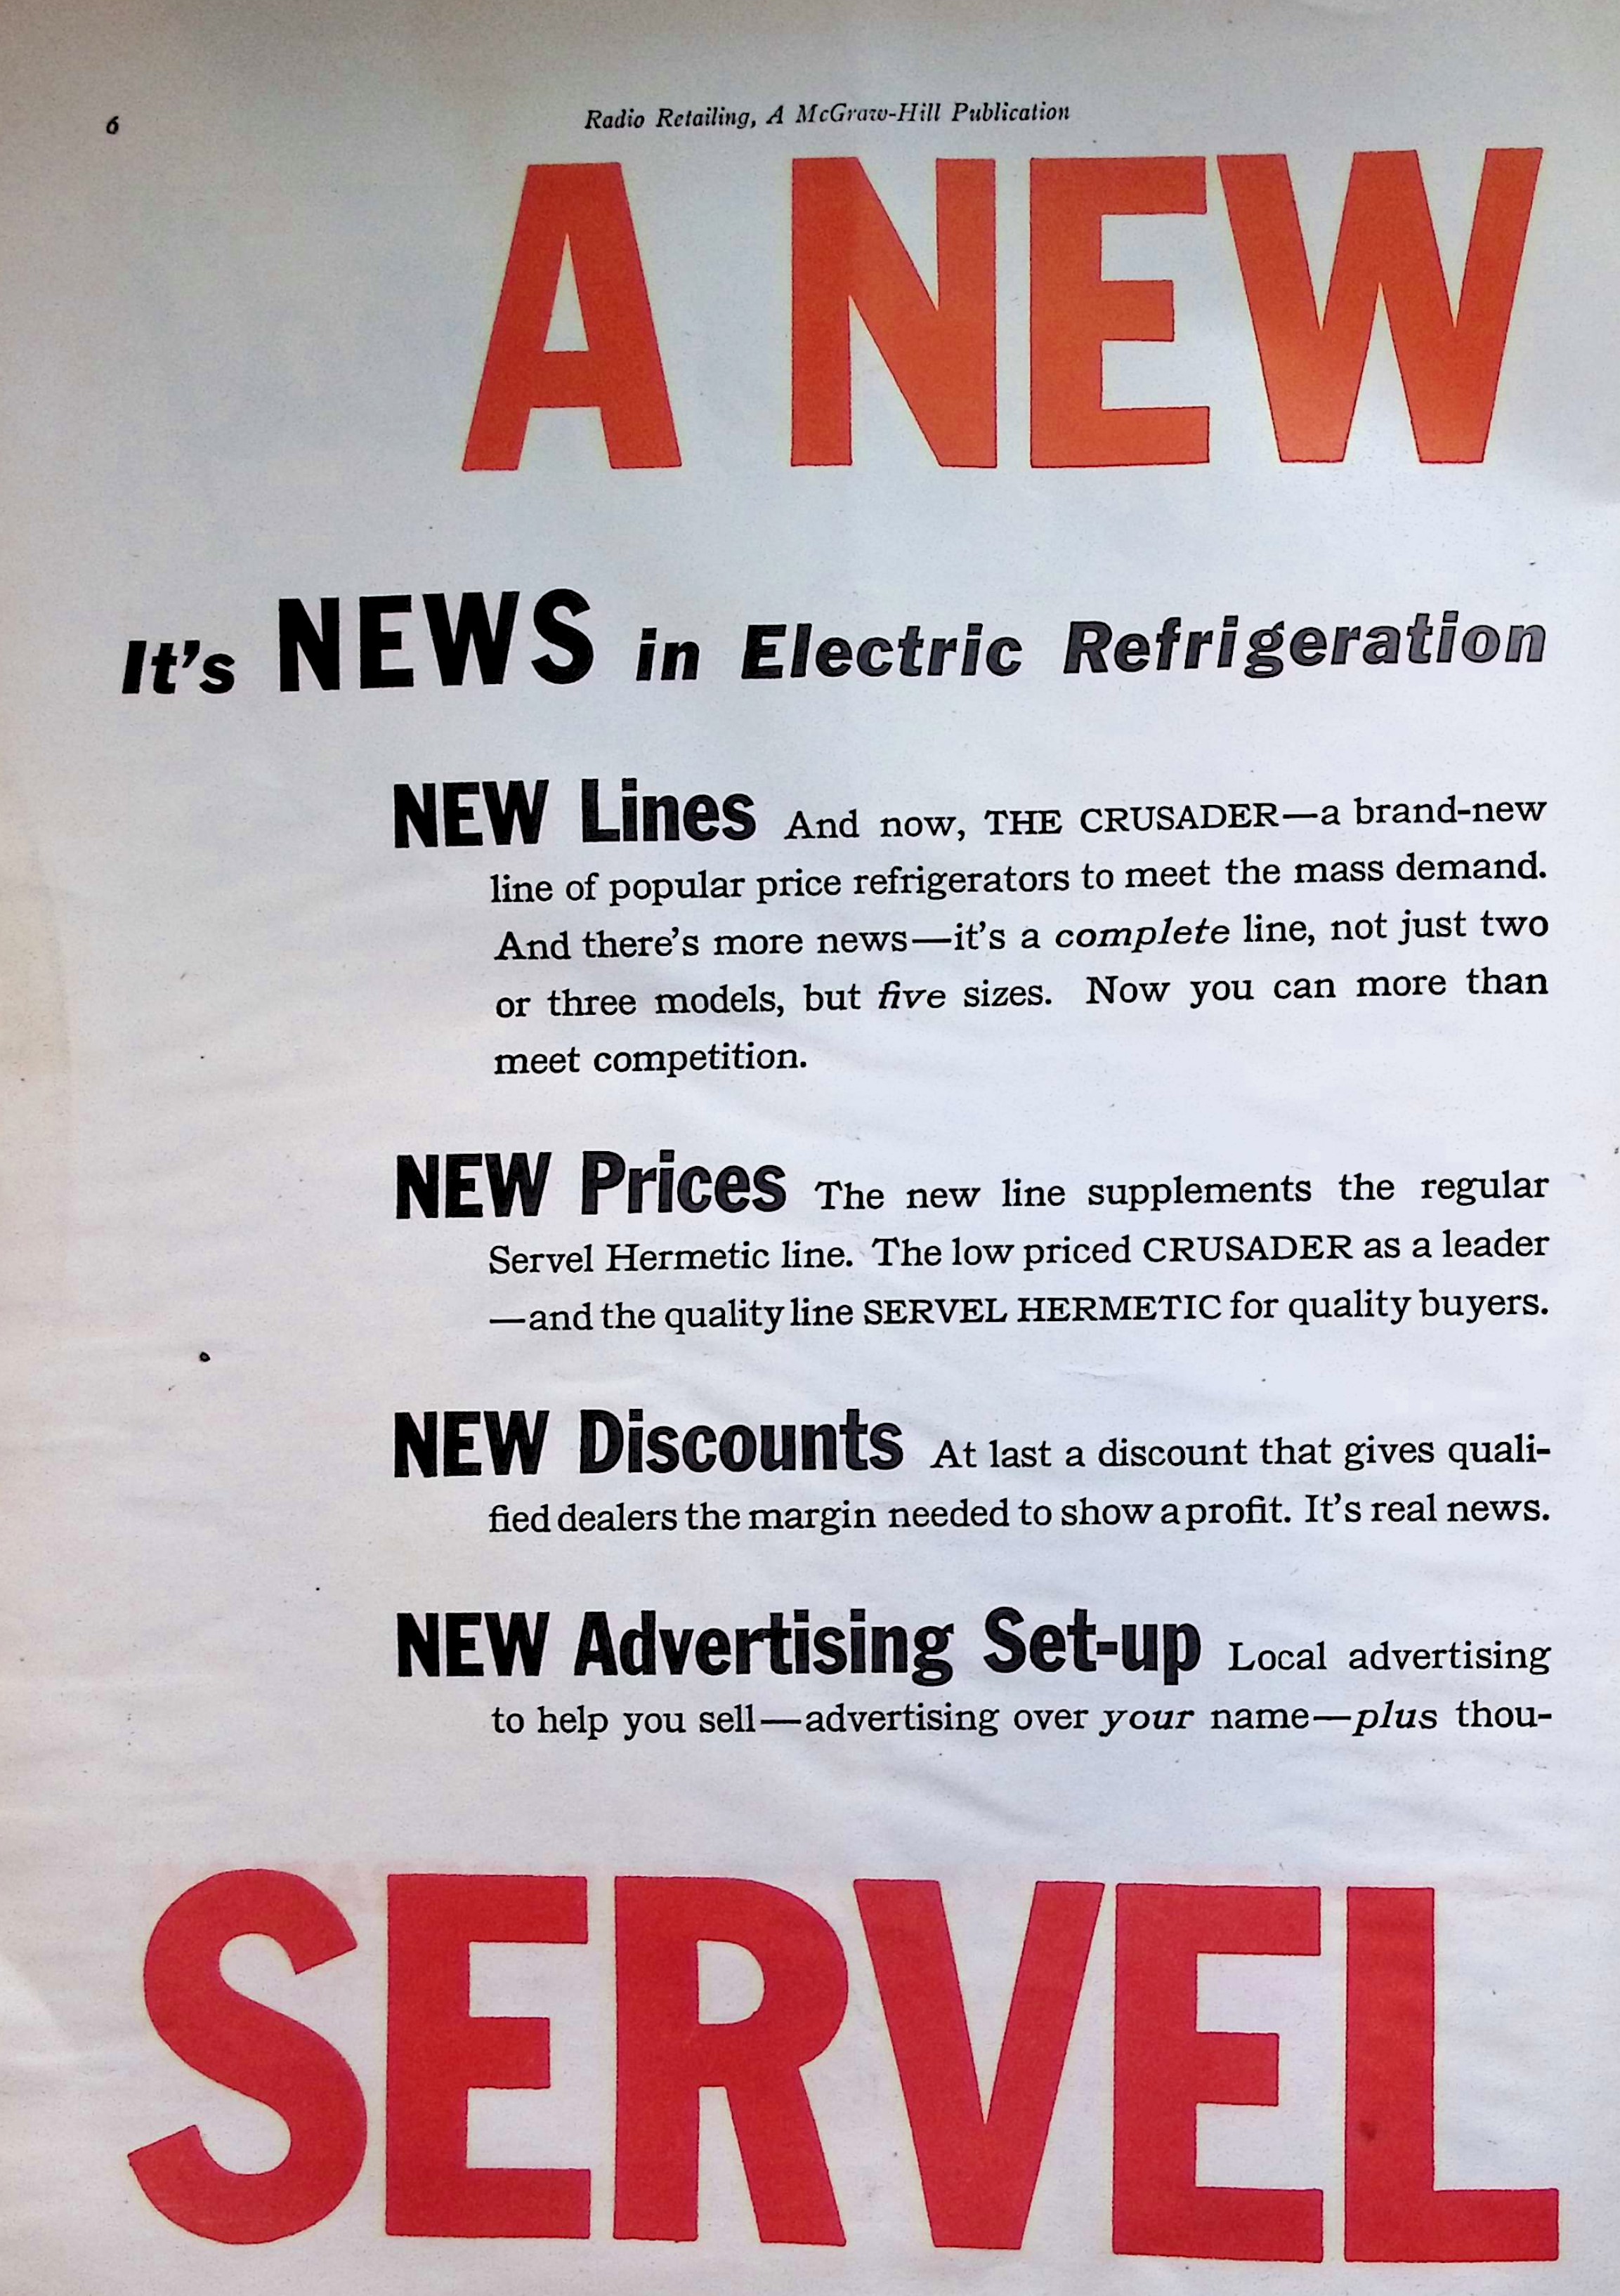 6
Radio Retailing, A McGraw-Hill Publication
A NEW
It's NEWS in Electric Refrigeration
NEW Lines And now, THE CRUSADER—a brand-new
line of popular price refrigerators to meet the mass demand.
And there's more news—it's a complete line, not just two
or three models, but five sizes. Now you can more than
meet competition.
NEW Prices The new line supplements the regular
Servel Hermetic line. The low priced CRUSADER as a leader
—and the quality line SERVEL HERMETIC for quality buyers.
NEW Discounts At last a discount that gives quali-
fied dealers the margin needed to show a profit. It's real news.
NEW Advertising Set-up Local advertising
to help you sell—advertising over your name—plus thou-
SERVEL